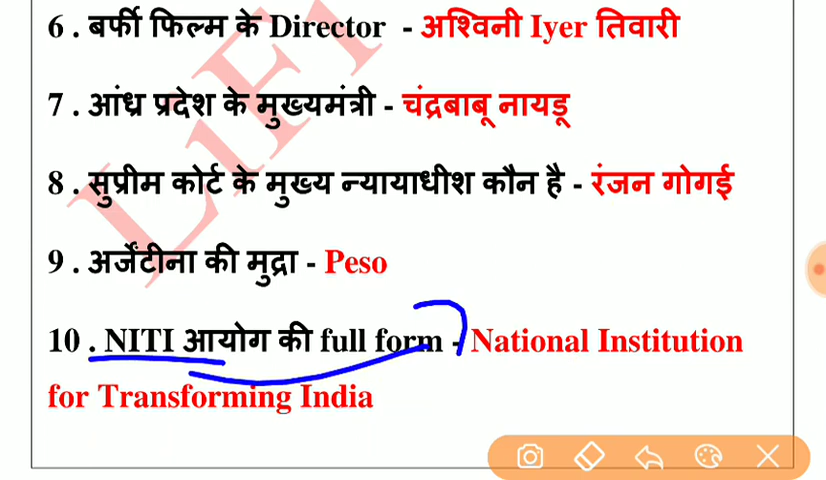 6 . बर्फी फिल्म के Director - अश्विनी Iyer तिवारी
7 . आंध्र प्रदेश के मुख्यमंत्री - चंद्रबाबू नायडू
8 . सुप्रीम कोर्ट के मुख्य न्यायाधीश कौन है - रंजन गोगई
9 . अर्जेंटीना की मुद्रा - Peso
10 . NITI आयोग की full form - National Institution
for Transforming India